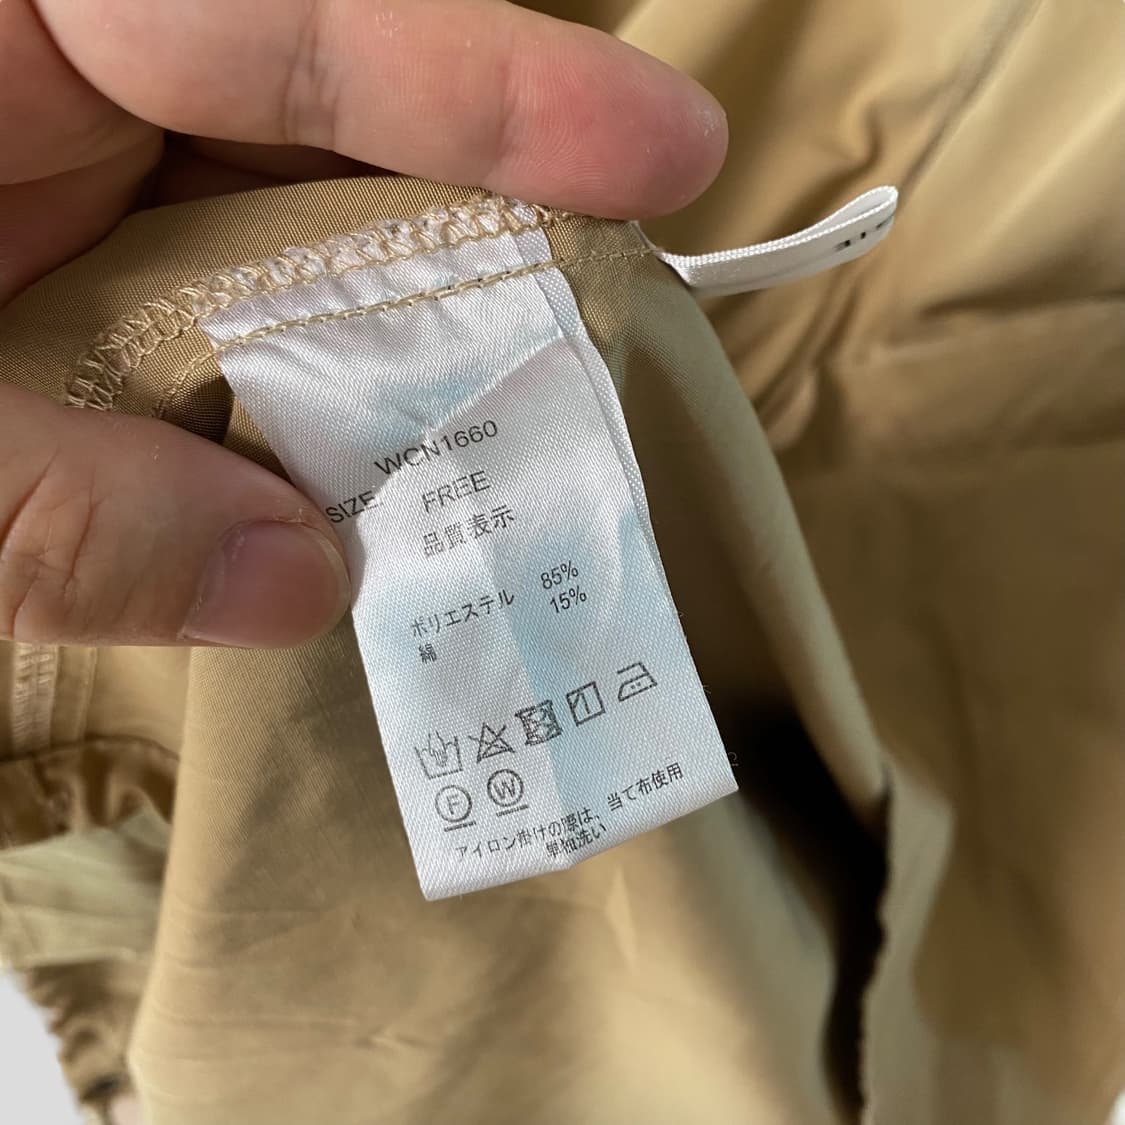 WCN1660
SIZE: FREE
品質表示
ポリエステル 85%
綿 15%
F W
アイロン掛けの際は、当て布使用
単独洗い